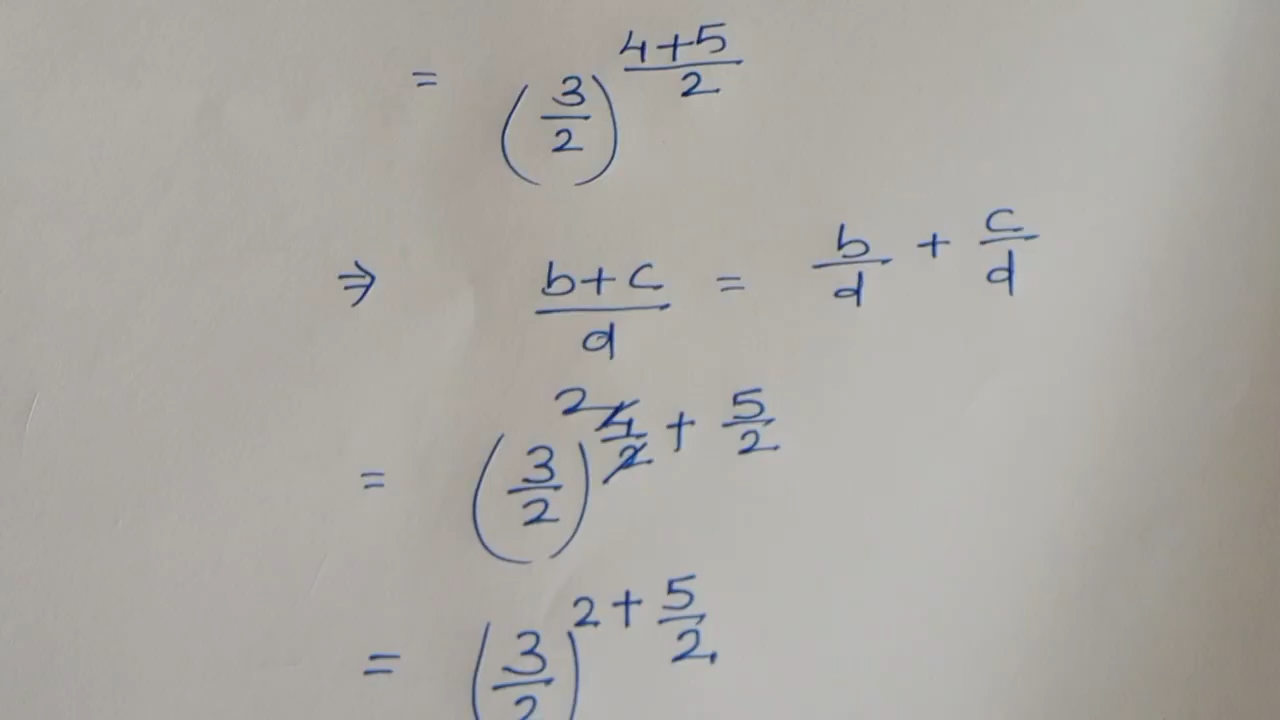 = (3/2)^((4+5)/2)
⇒ (b+c)/d = b/d + c/d
= (3/2)^(2 4/2 + 5/2)
= (3/2)^(2 + 5/2)